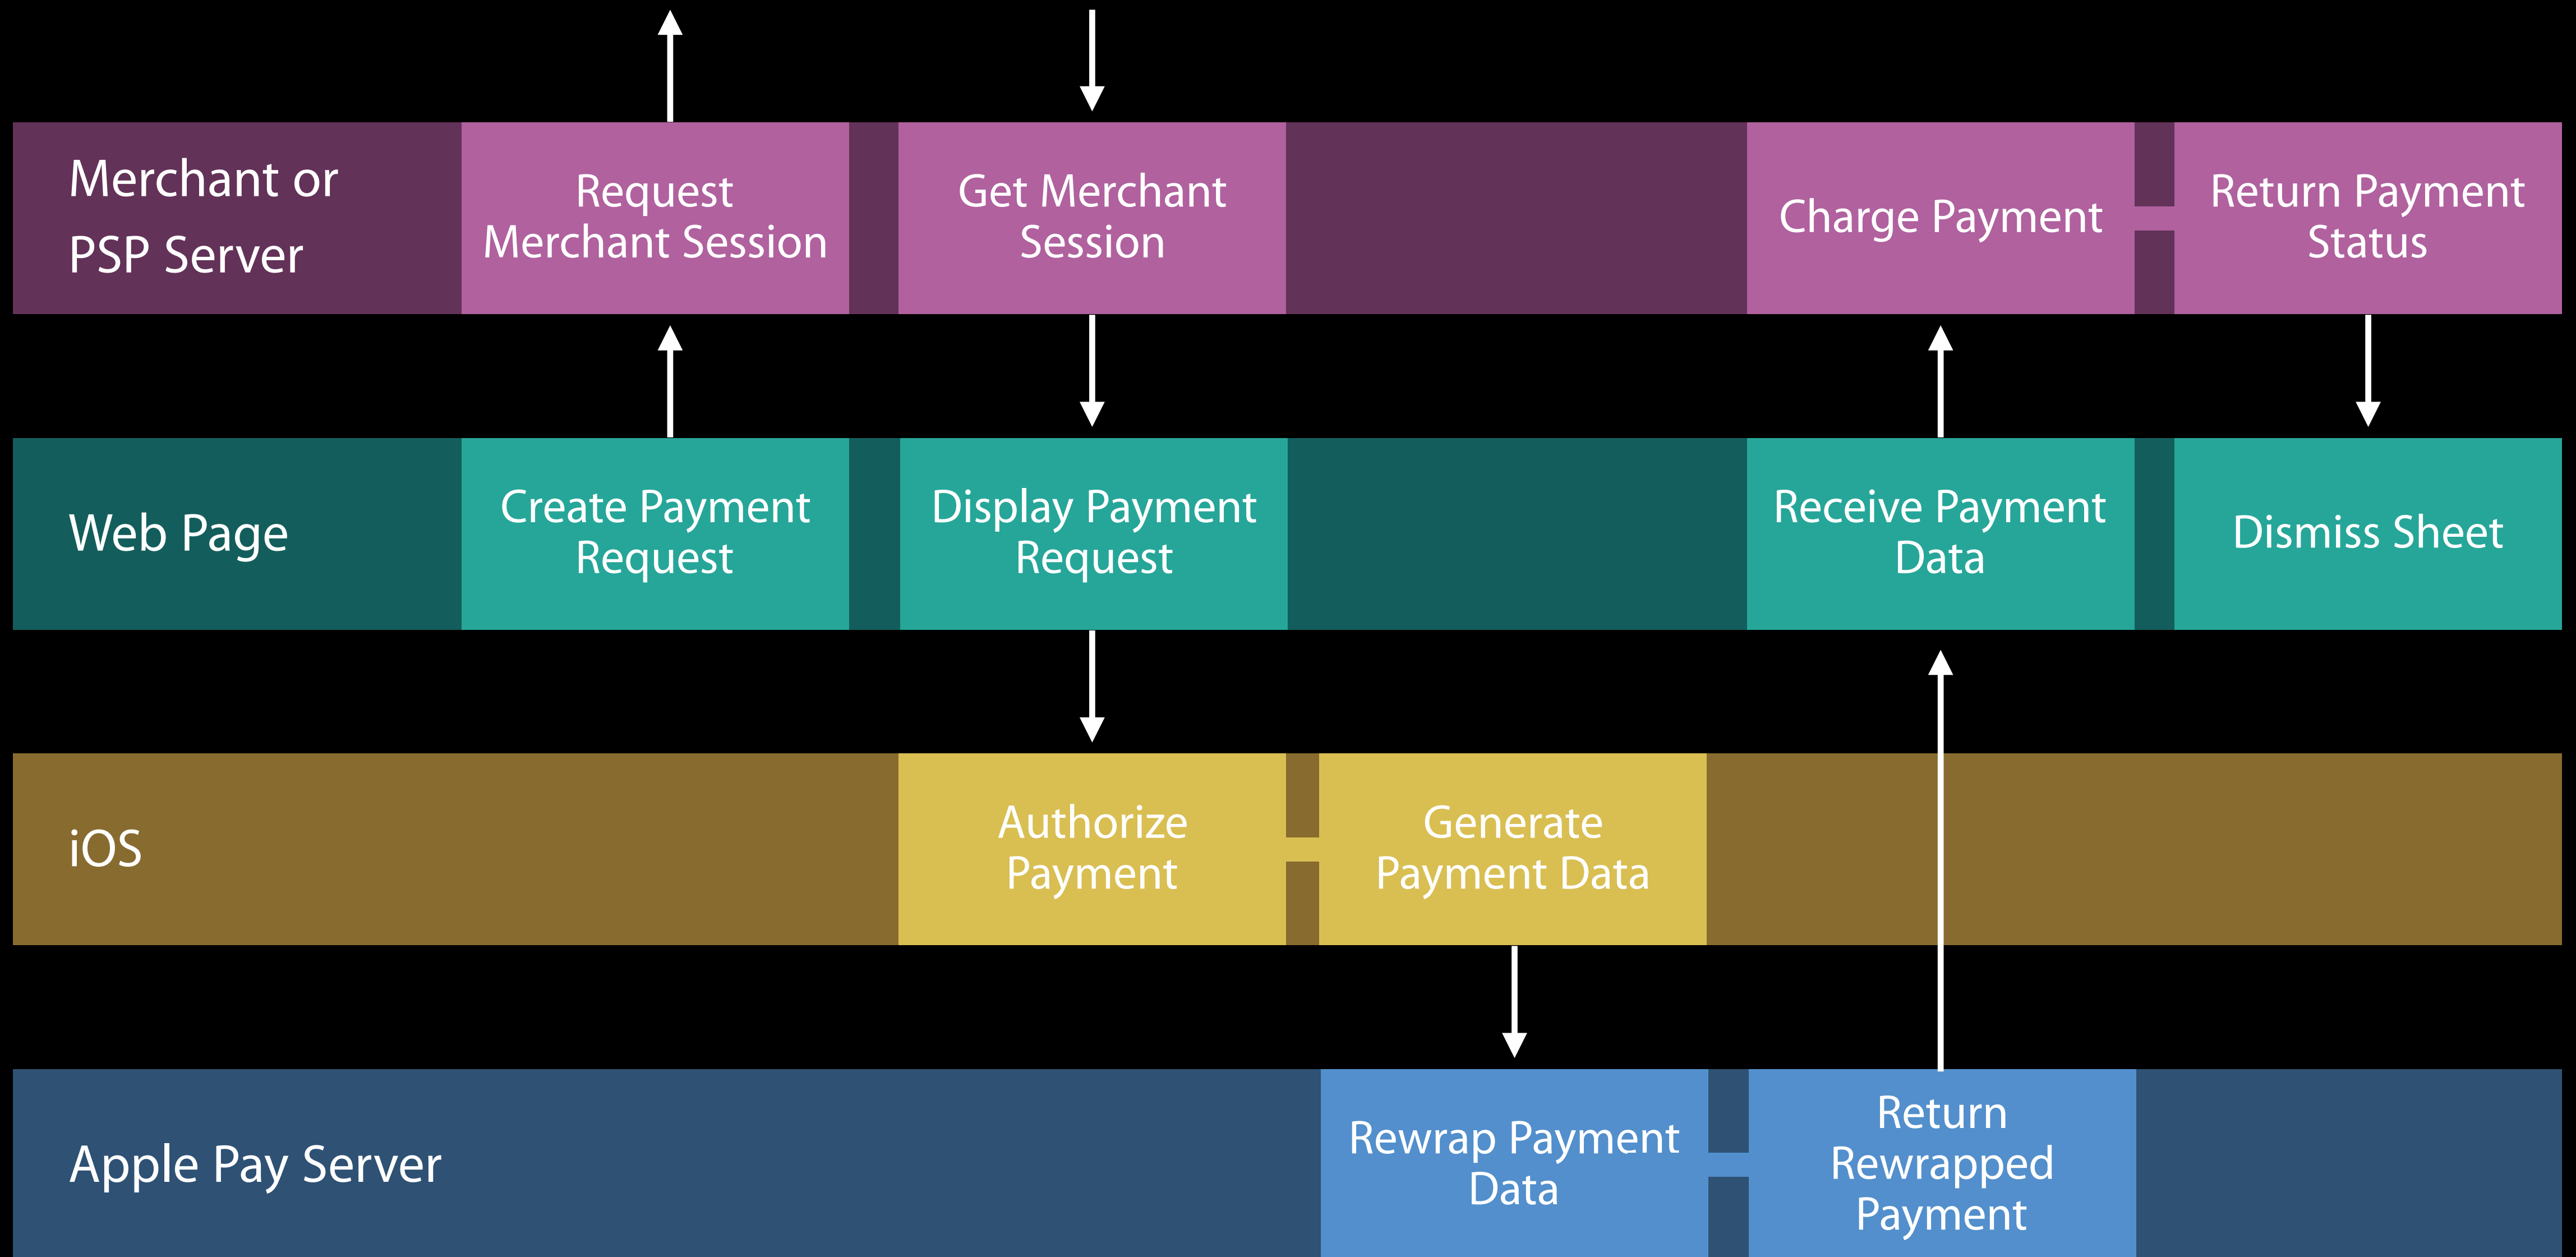 Merchant or
PSP Server
Request
Merchant Session
Get Merchant
Session
Charge Payment
Return Payment
Status
Web Page
Create Payment
Request
Display Payment
Request
Receive Payment
Data
Dismiss Sheet
iOS
Authorize
Payment
Generate
Payment Data
Apple Pay Server
Rewrap Payment
Data
Return
Rewrapped
Payment